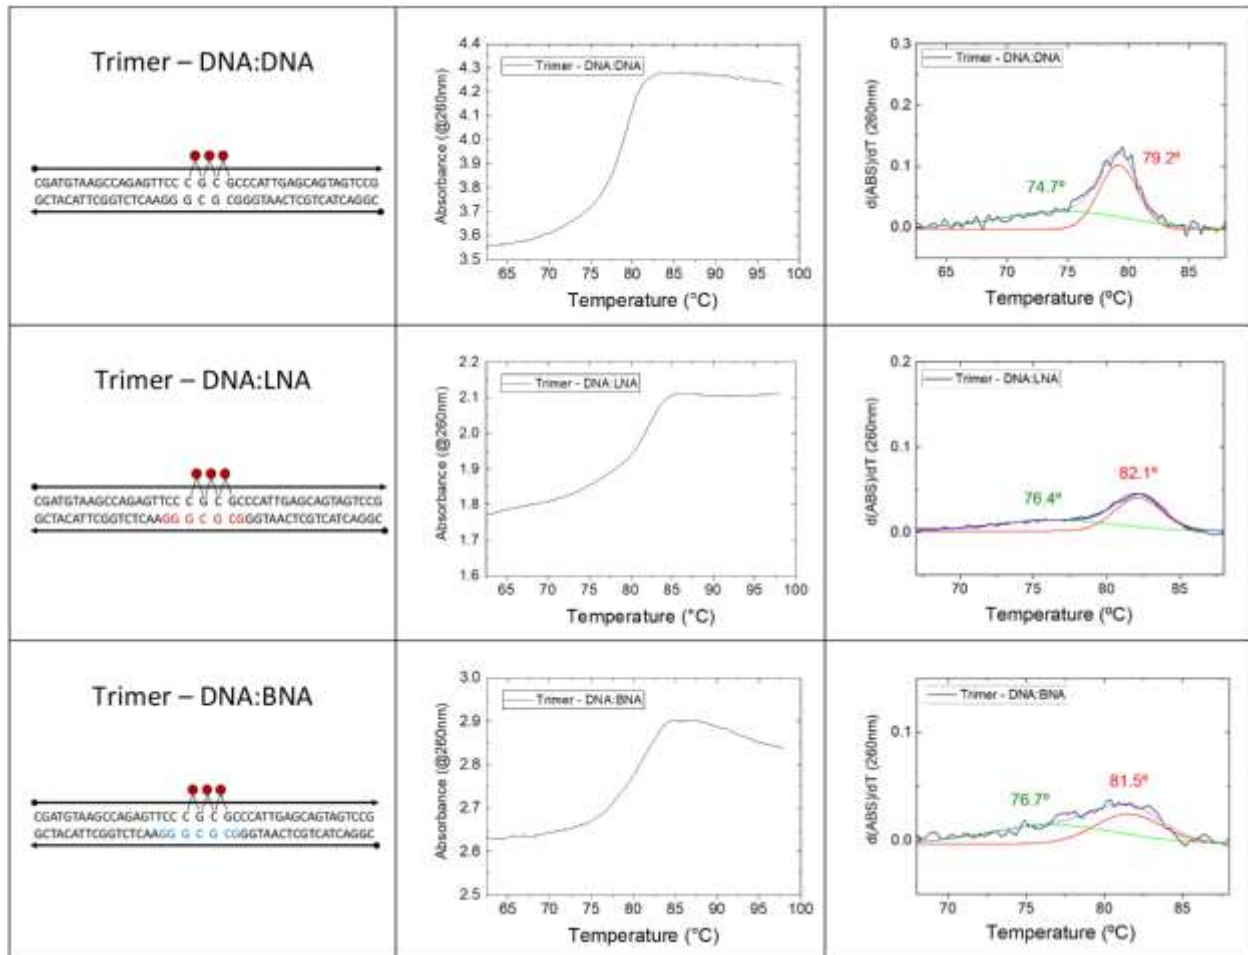 Trimer – DNA:DNA
CGATGTAAGCCAGAGTTCC C G C GCCCATTGAGCAGTAGTCCG
GCTACATTCGGTCTCAAGG G C G CGGGTAACTCGTCATCAGGC
Absorbance (@260nm)
4.4
4.3
4.2
4.1
4.0
3.9
3.8
3.7
3.6
3.5
Trimer - DNA:DNA
65 70 75 80 85 90 95 100
Temperature (°C)
d(ABS)/dT (260nm)
0.3
0.2
0.1
0.0
Trimer - DNA:DNA
74.7º
79.2º
65 70 75 80 85
Temperature (ºC)
Trimer – DNA:LNA
CGATGTAAGCCAGAGTTCC C G C GCCCATTGAGCAGTAGTCCG
GCTACATTCGGTCTCAAGG G C G CGGGTAACTCGTCATCAGGC
Absorbance (@260nm)
2.2
2.1
2.0
1.9
1.8
1.7
1.6
Trimer - DNA:LNA
65 70 75 80 85 90 95 100
Temperature (°C)
d(ABS)/dT (260nm)
0.2
0.1
0.0
Trimer - DNA:LNA
76.4º
82.1º
70 75 80 85
Temperature (ºC)
Trimer – DNA:BNA
CGATGTAAGCCAGAGTTCC C G C GCCCATTGAGCAGTAGTCCG
GCTACATTCGGTCTCAAGG G C G CGGGTAACTCGTCATCAGGC
Absorbance (@260nm)
3.0
2.9
2.8
2.7
2.6
2.5
Trimer - DNA:BNA
65 70 75 80 85 90 95 100
Temperature (°C)
d(ABS)/dT (260nm)
0.1
0.0
Trimer - DNA:BNA
76.7º
81.5º
70 75 80 85
Temperature (ºC)